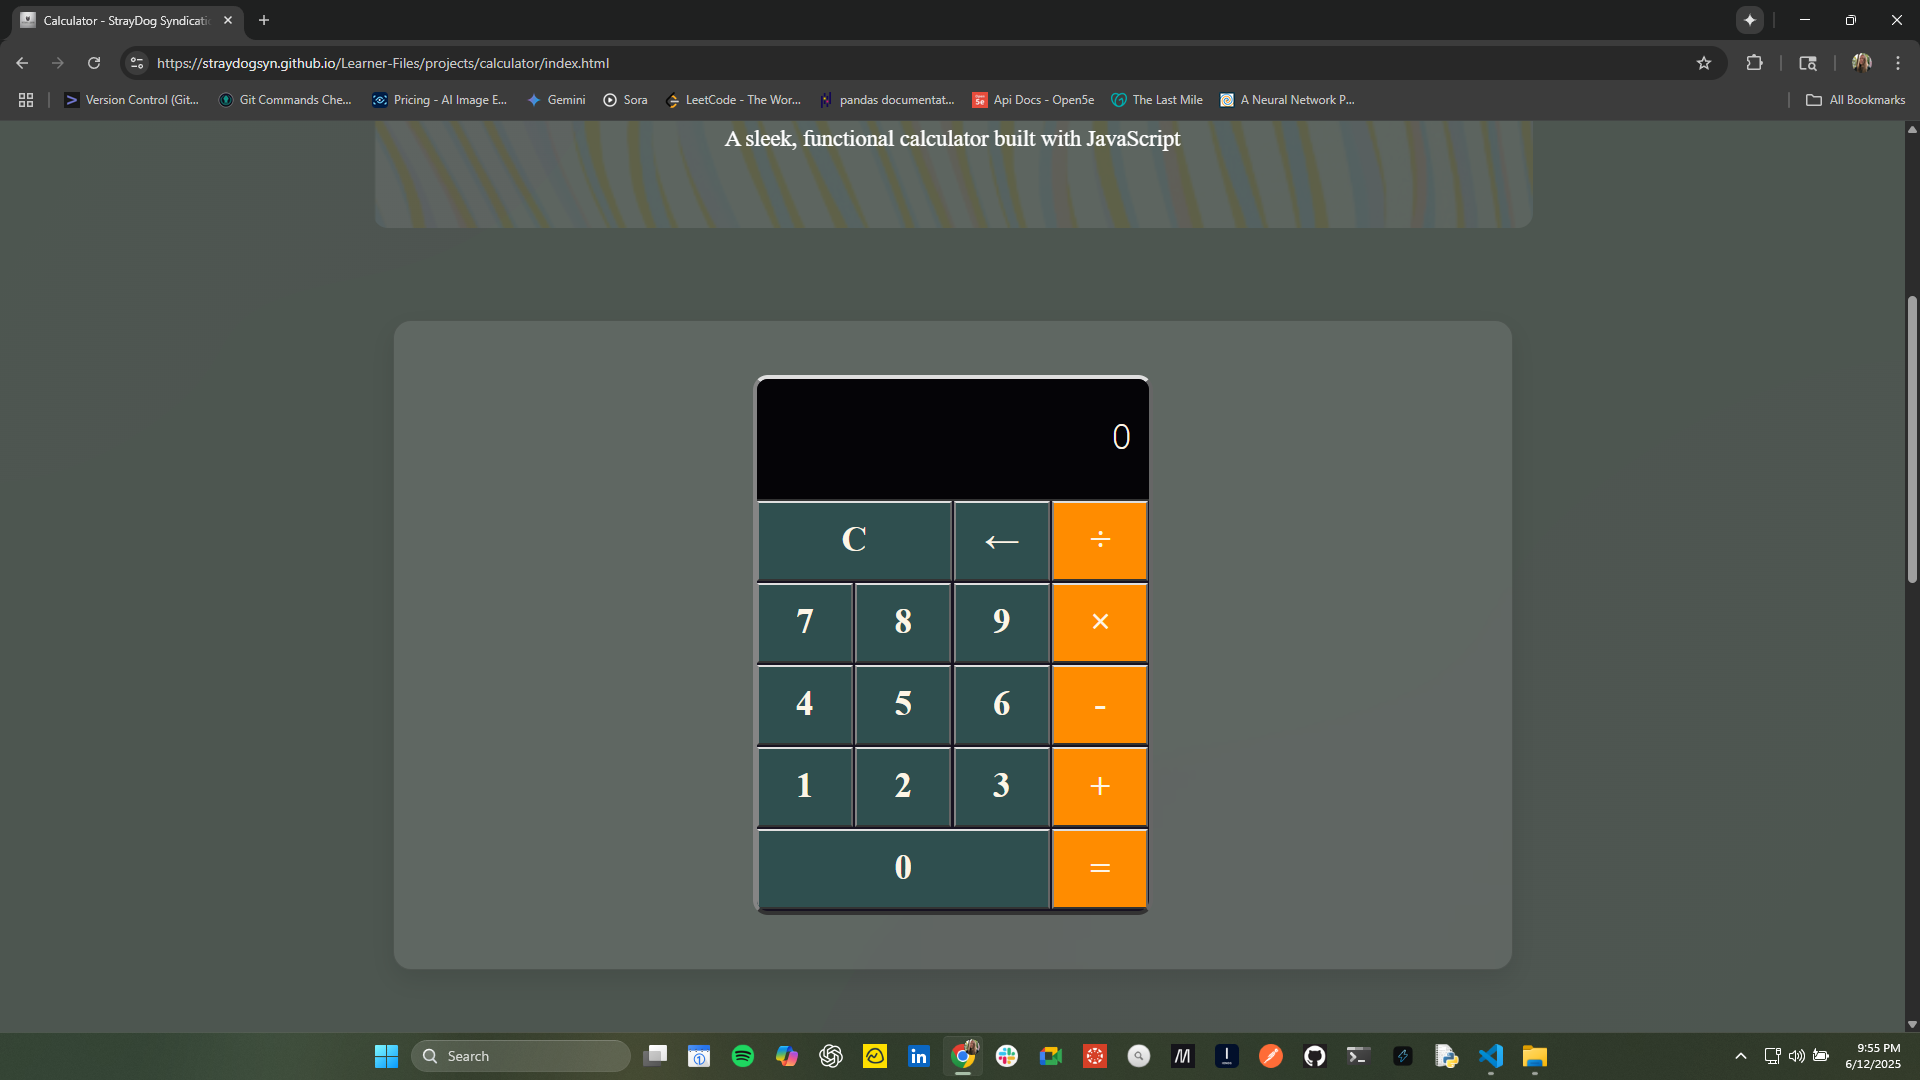 Calculator - StrayDog Syndicati
https://straydogsyn.github.io/Learner-Files/projects/calculator/index.html
Version Control (Git... Git Commands Che... Pricing - AI Image E... Gemini Sora LeetCode - The Wor... pandas documentat... Api Docs - Open5e The Last Mile A Neural Network P... All Bookmarks
A sleek, functional calculator built with JavaScript
0
C ← ÷
7 8 9 ×
4 5 6 -
1 2 3 +
0 =
Search
9:55 PM
6/12/2025